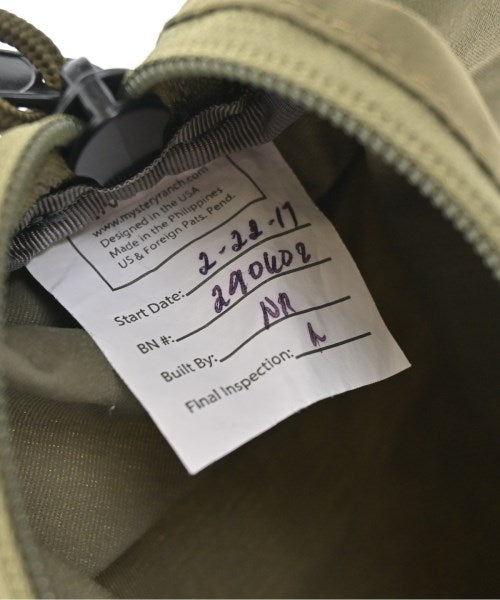 www.mysteryranch.com
Designed in the USA
Made in the Philippines
US & Foreign Pats. Pend.
Start Date: 2-22-17
BN #: 290602
Built By: NR
Final Inspection: